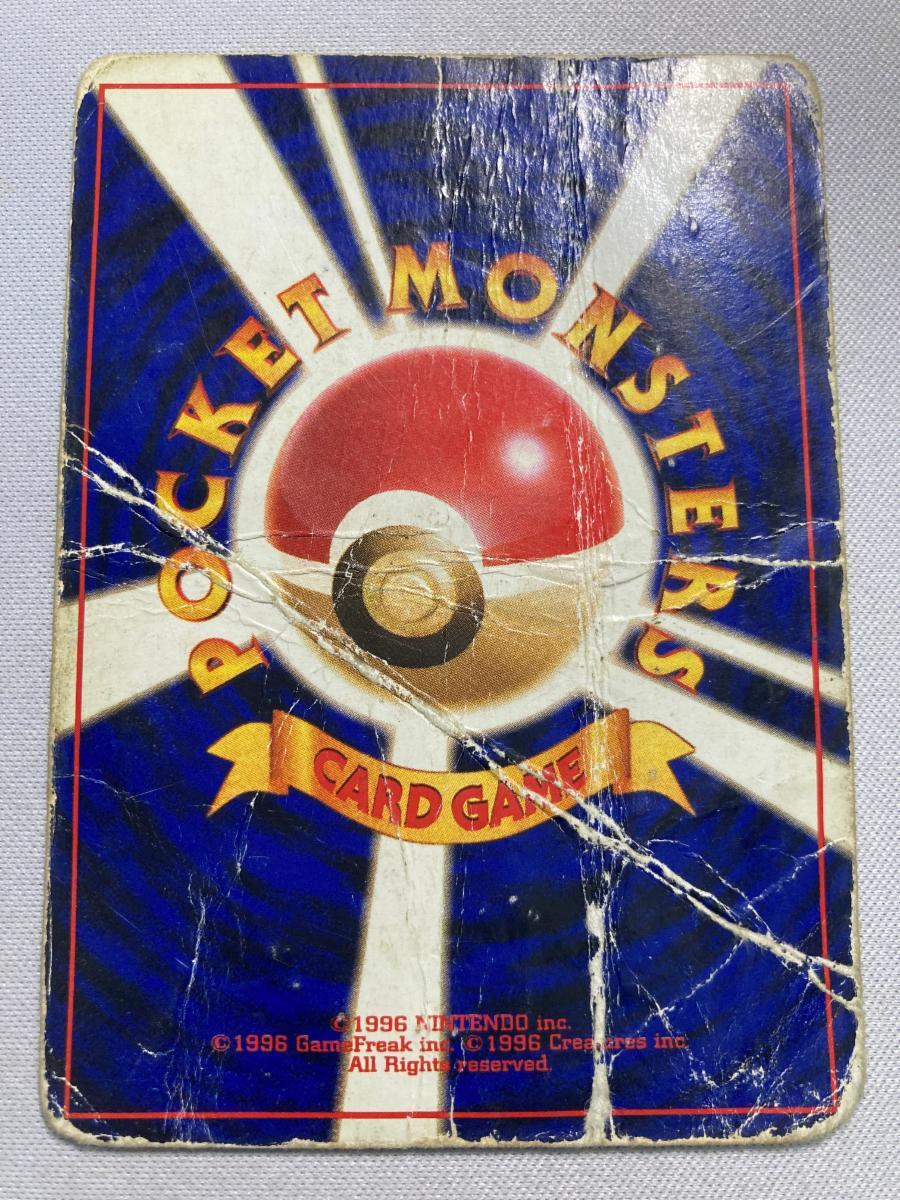 POCKET MONSTERS
CARD GAME
©1996 NINTENDO inc.
©1996 GameFreak inc. ©1996 Creatures inc.
All Rights reserved.